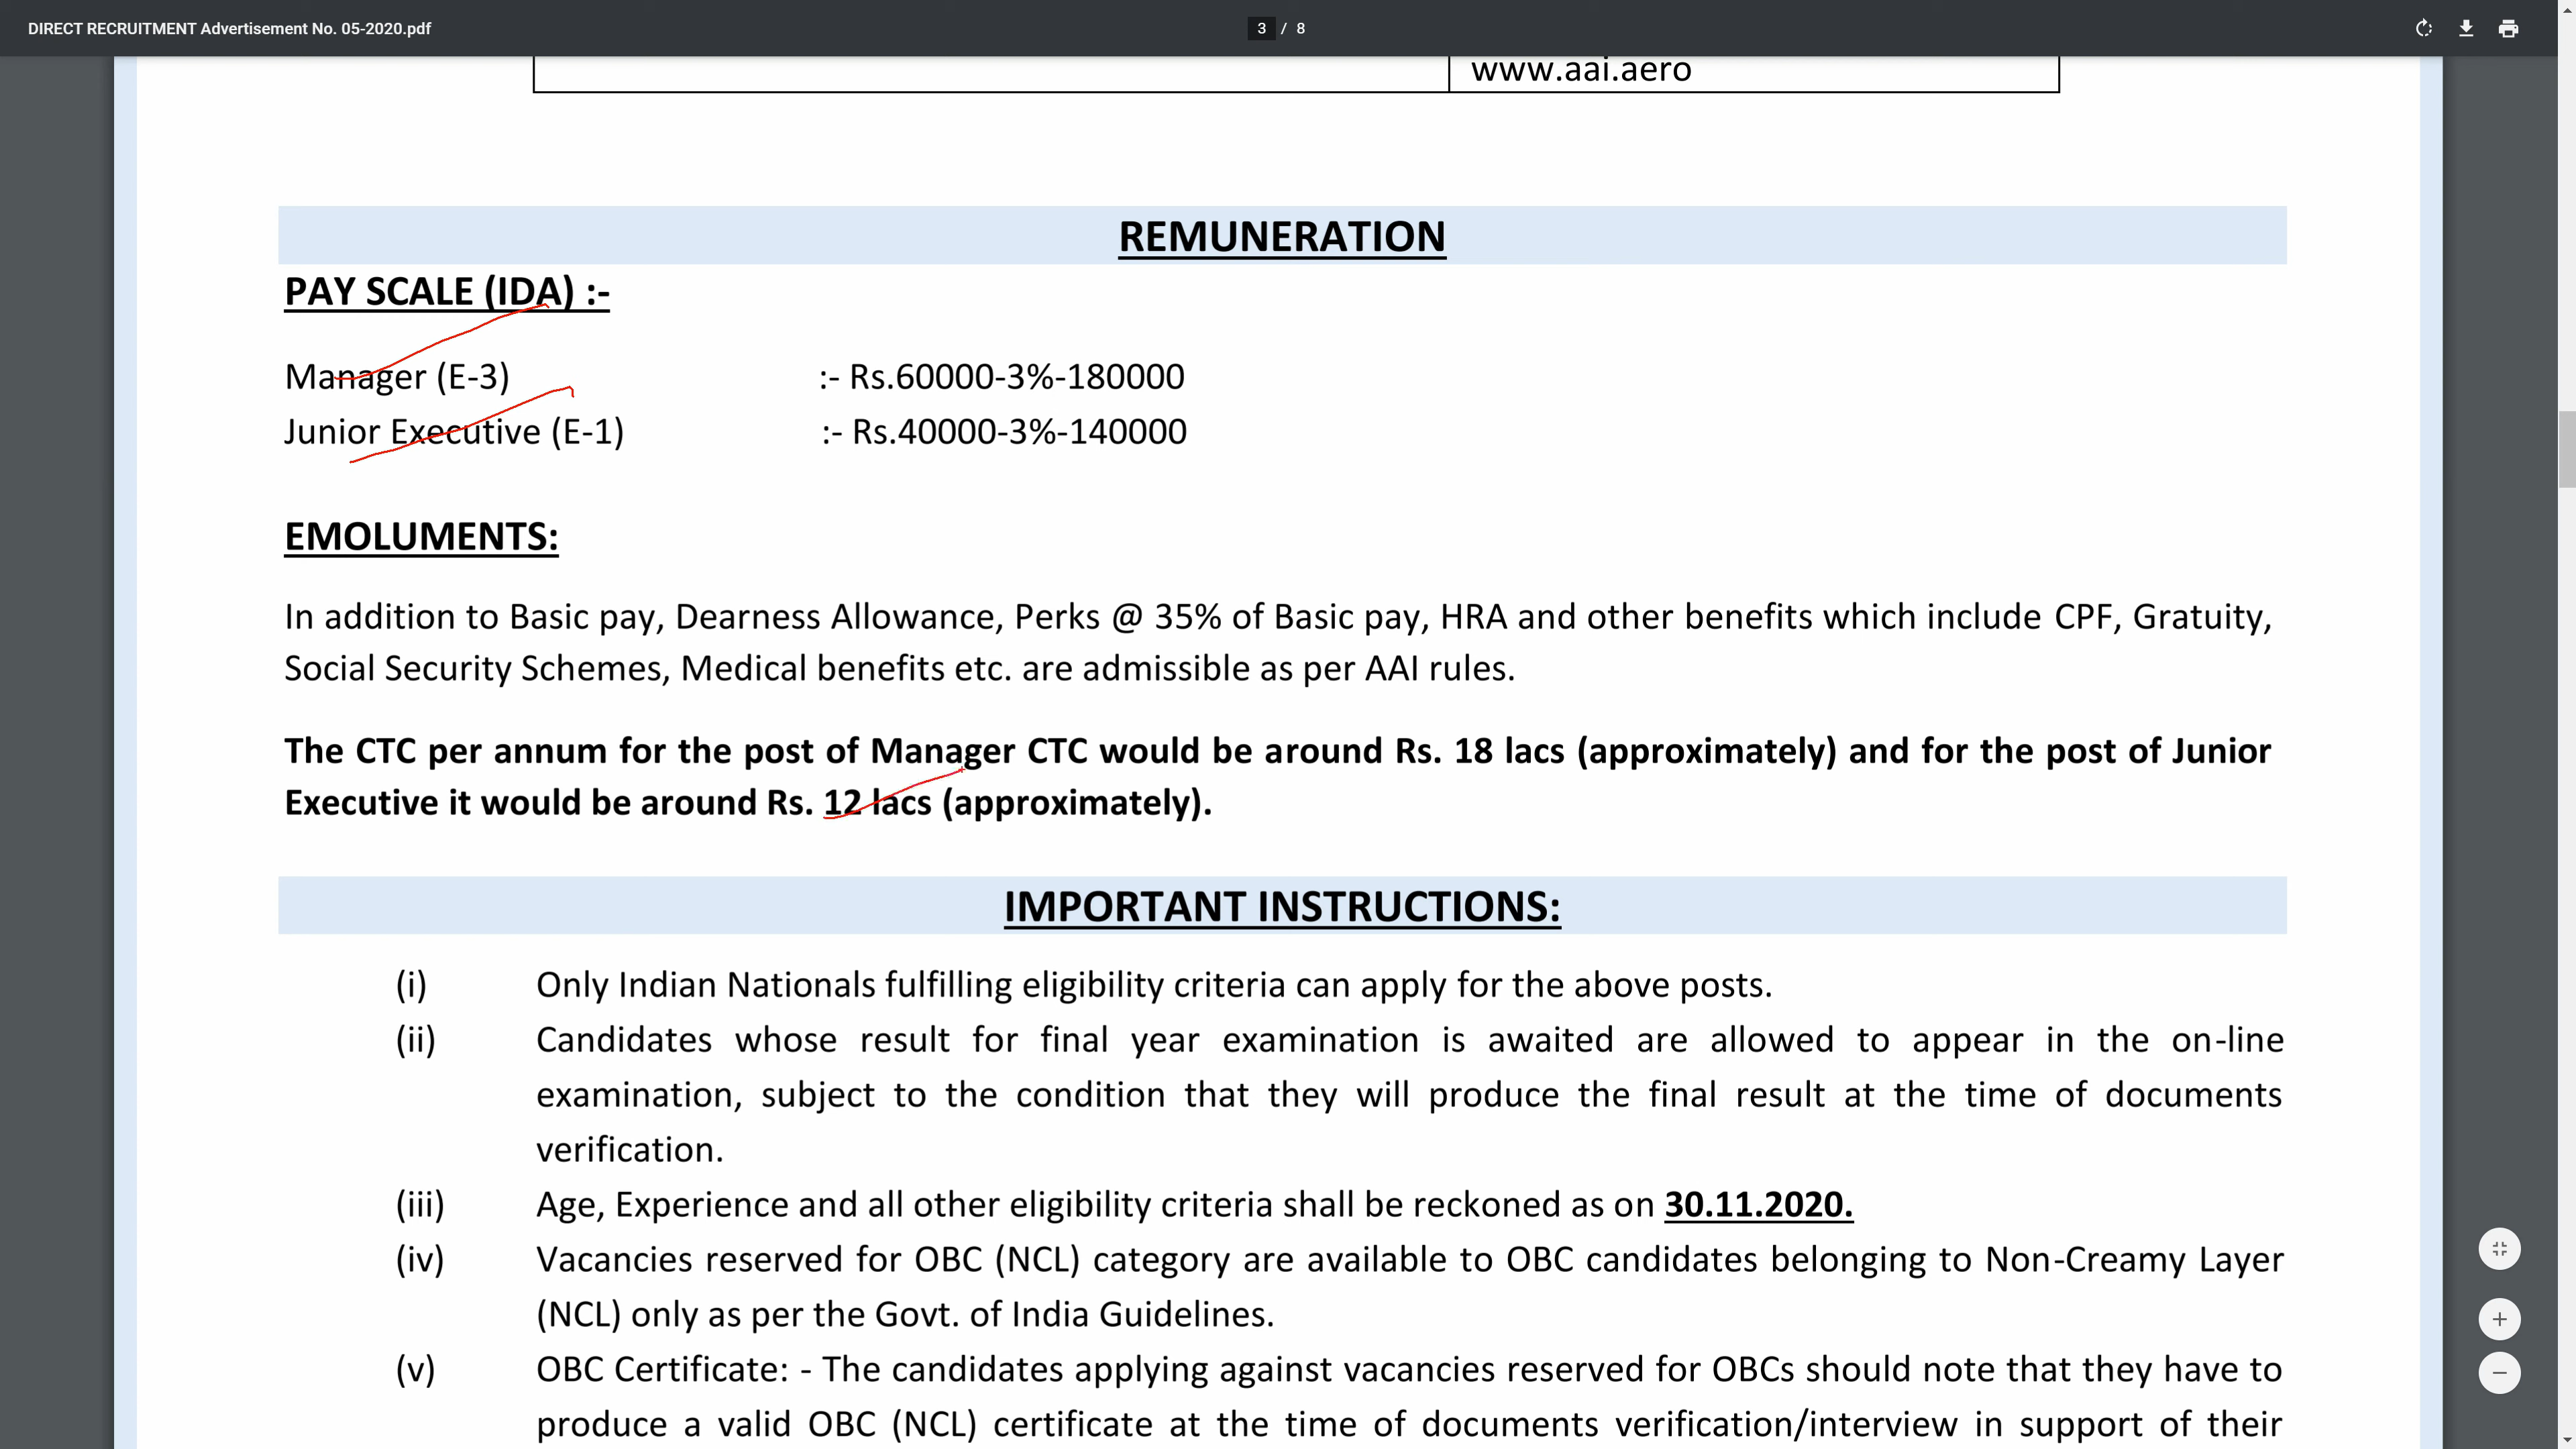 DIRECT RECRUITMENT Advertisement No. 05-2020.pdf
3 / 8
www.aai.aero
REMUNERATION
PAY SCALE (IDA) :-
Manager (E-3) :- Rs.60000-3%-180000
Junior Executive (E-1) :- Rs.40000-3%-140000
EMOLUMENTS:
In addition to Basic pay, Dearness Allowance, Perks @ 35% of Basic pay, HRA and other benefits which include CPF, Gratuity,
Social Security Schemes, Medical benefits etc. are admissible as per AAI rules.
The CTC per annum for the post of Manager CTC would be around Rs. 18 lacs (approximately) and for the post of Junior
Executive it would be around Rs. 12 lacs (approximately).
IMPORTANT INSTRUCTIONS:
(i) Only Indian Nationals fulfilling eligibility criteria can apply for the above posts.
(ii) Candidates whose result for final year examination is awaited are allowed to appear in the on-line
examination, subject to the condition that they will produce the final result at the time of documents
verification.
(iii) Age, Experience and all other eligibility criteria shall be reckoned as on 30.11.2020.
(iv) Vacancies reserved for OBC (NCL) category are available to OBC candidates belonging to Non-Creamy Layer
(NCL) only as per the Govt. of India Guidelines.
(v) OBC Certificate: - The candidates applying against vacancies reserved for OBCs should note that they have to
produce a valid OBC (NCL) certificate at the time of documents verification/interview in support of their